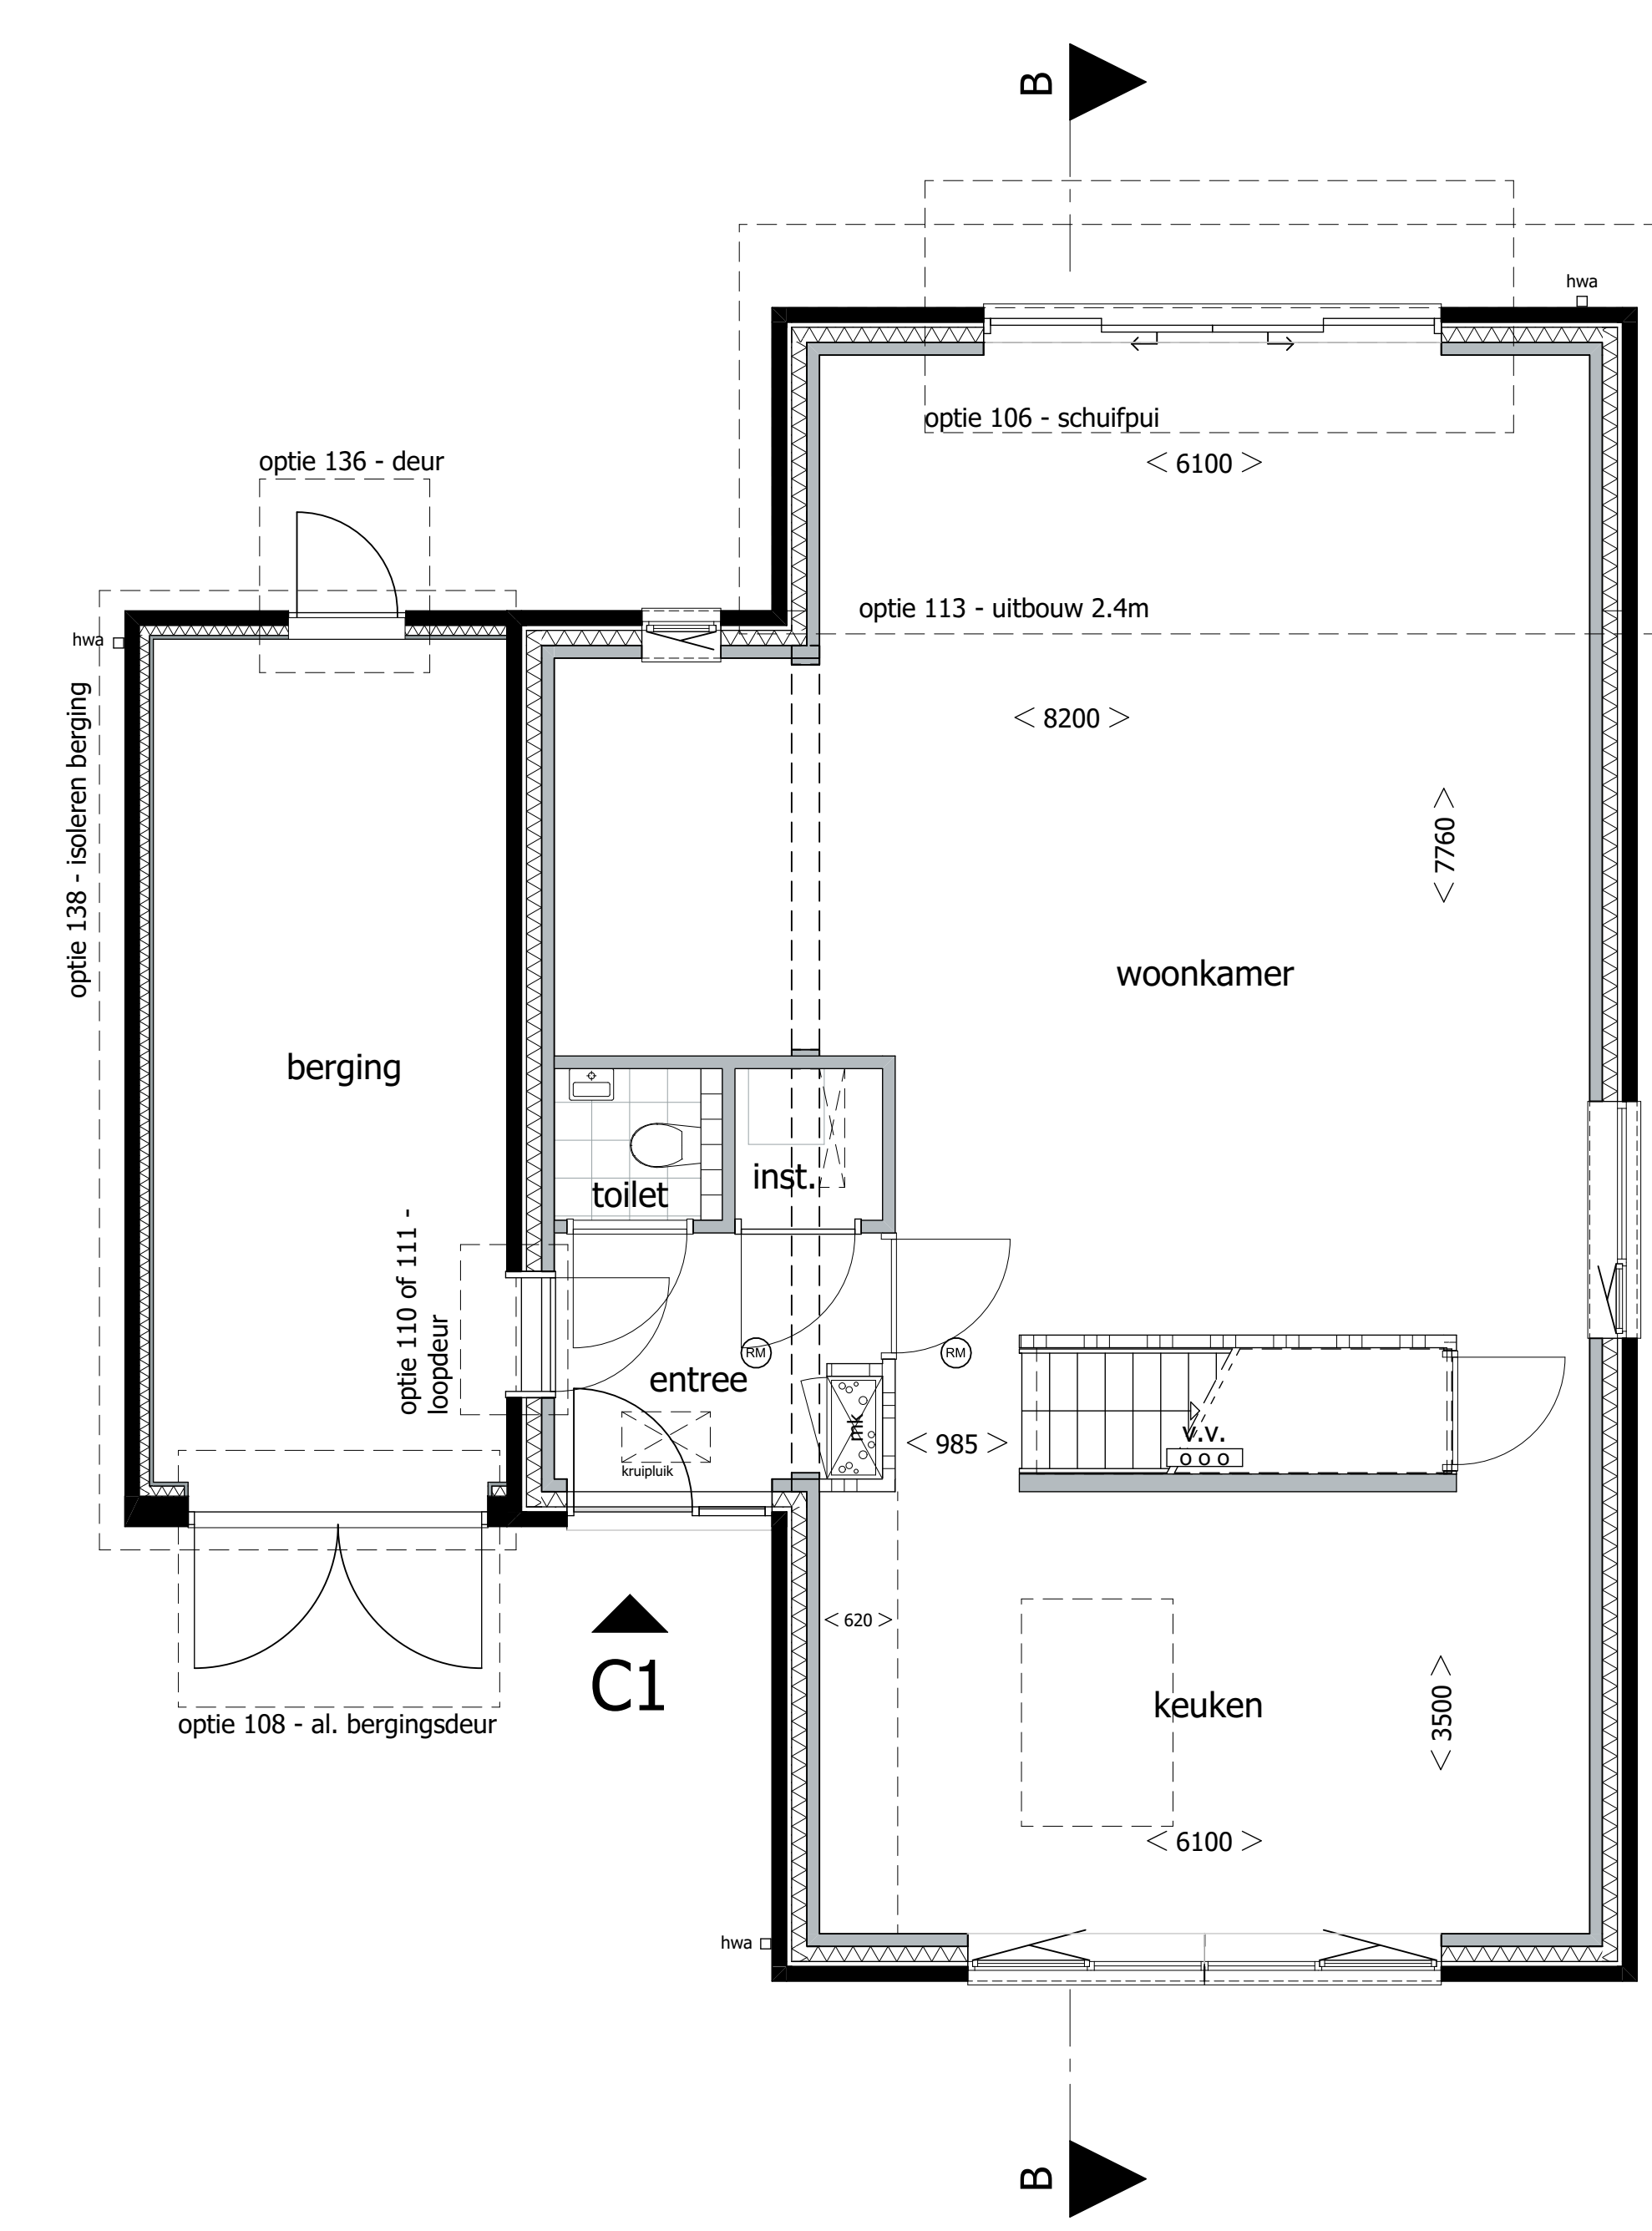 B
hwa
optie 106 - schuifpui
< 6100 >
optie 136 - deur
optie 113 - uitbouw 2.4m
hwa
optie 138 - isoleren berging
< 8200 >
< 7760 >
woonkamer
berging
toilet
inst.
optie 110 of 111 -
loopdeur
RM
RM
entree
mk
< 985 >
v.v.
kruipluik
< 620 >
C1
keuken
< 3500 >
optie 108 - al. bergingsdeur
< 6100 >
hwa
B